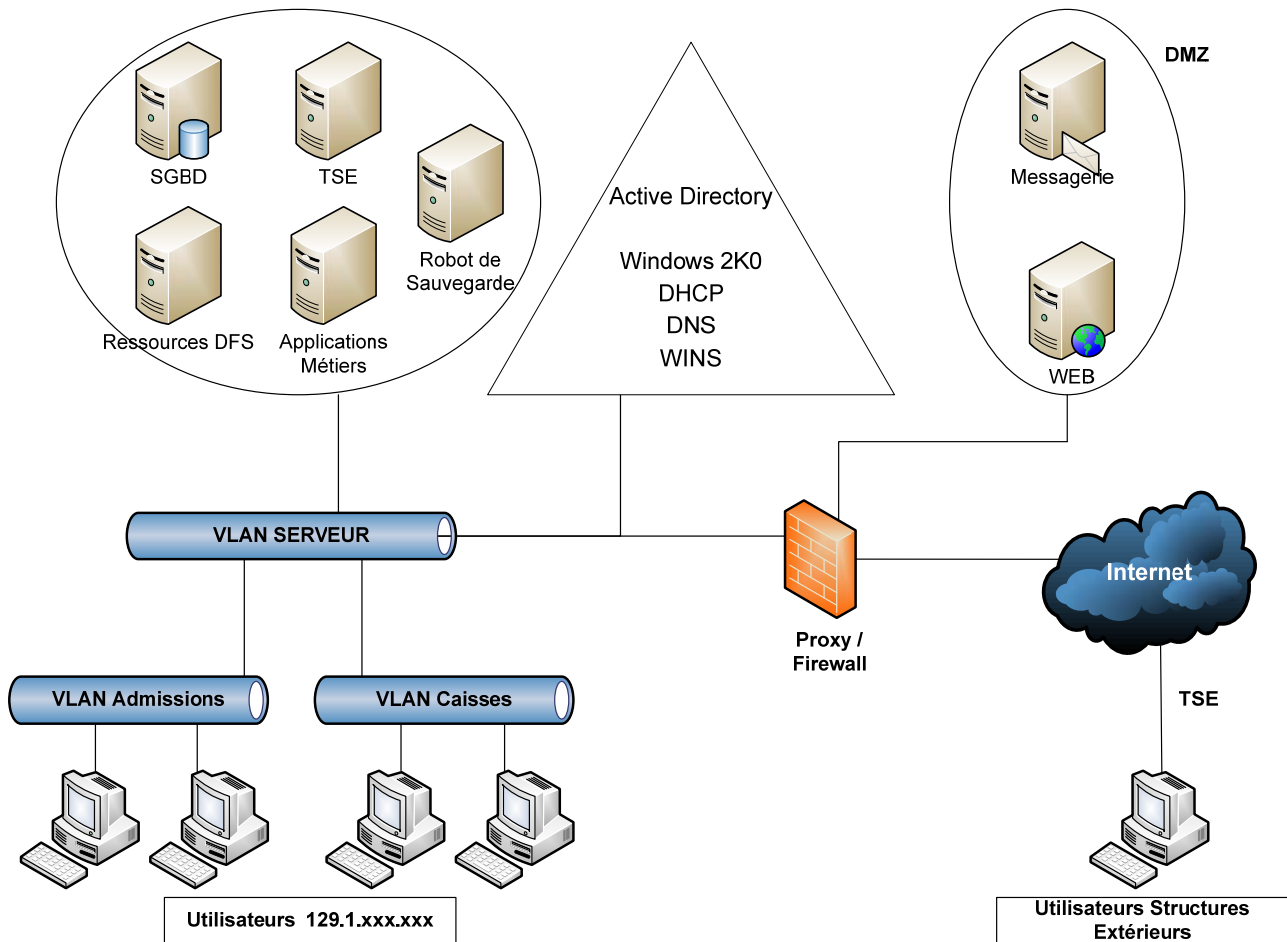 DMZ
SGBD
TSE
Messagerie
Active Directory
Robot de
Sauvegarde
Windows 2K0
DHCP
DNS
WINS
Ressources DFS
Applications
Métiers
WEB
VLAN SERVEUR
Internet
Proxy /
Firewall
VLAN Admissions
VLAN Caisses
TSE
Utilisateurs 129.1.xxx.xxx
Utilisateurs Structures
Extérieurs